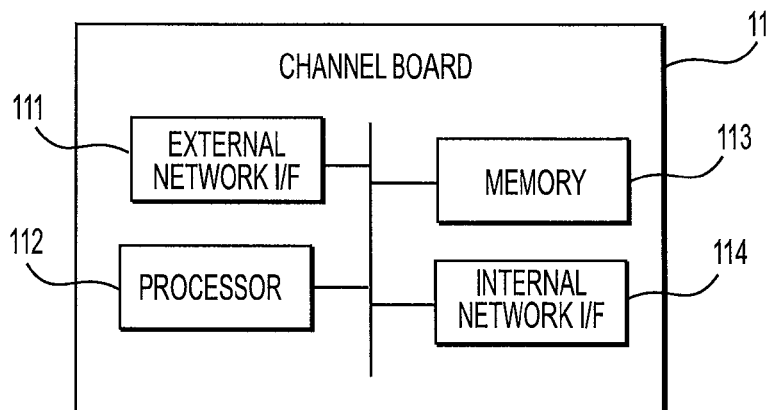 11
CHANNEL BOARD
111
EXTERNAL
NETWORK I/F
113
MEMORY
112
PROCESSOR
114
INTERNAL
NETWORK I/F